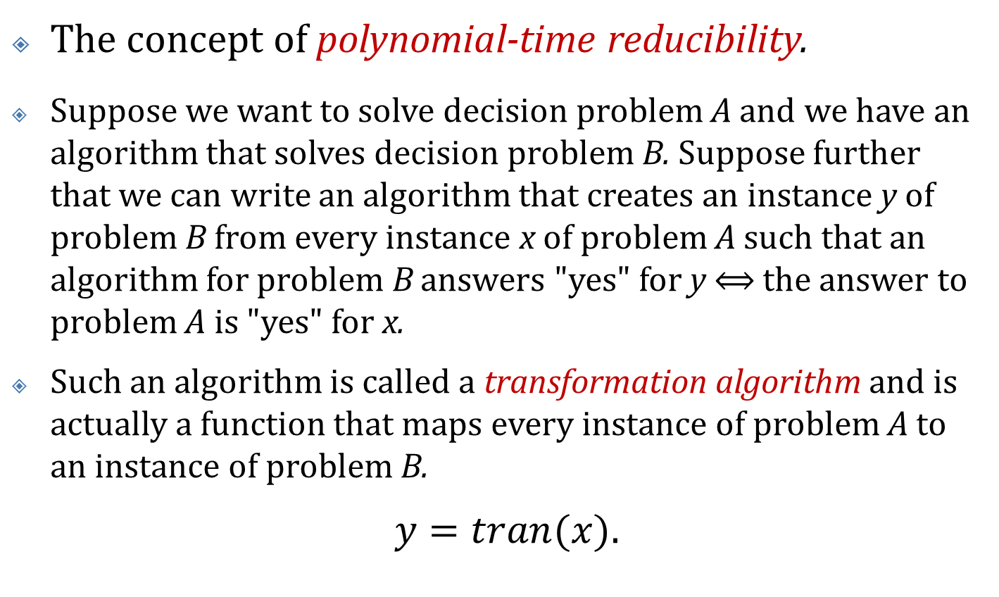 The concept of polynomial-time reducibility.
Suppose we want to solve decision problem A and we have an
algorithm that solves decision problem B. Suppose further
that we can write an algorithm that creates an instance y of
problem B from every instance x of problem A such that an
algorithm for problem B answers "yes" for y ⟺ the answer to
problem A is "yes" for x.
Such an algorithm is called a transformation algorithm and is
actually a function that maps every instance of problem A to
an instance of problem B.
y = tran(x).